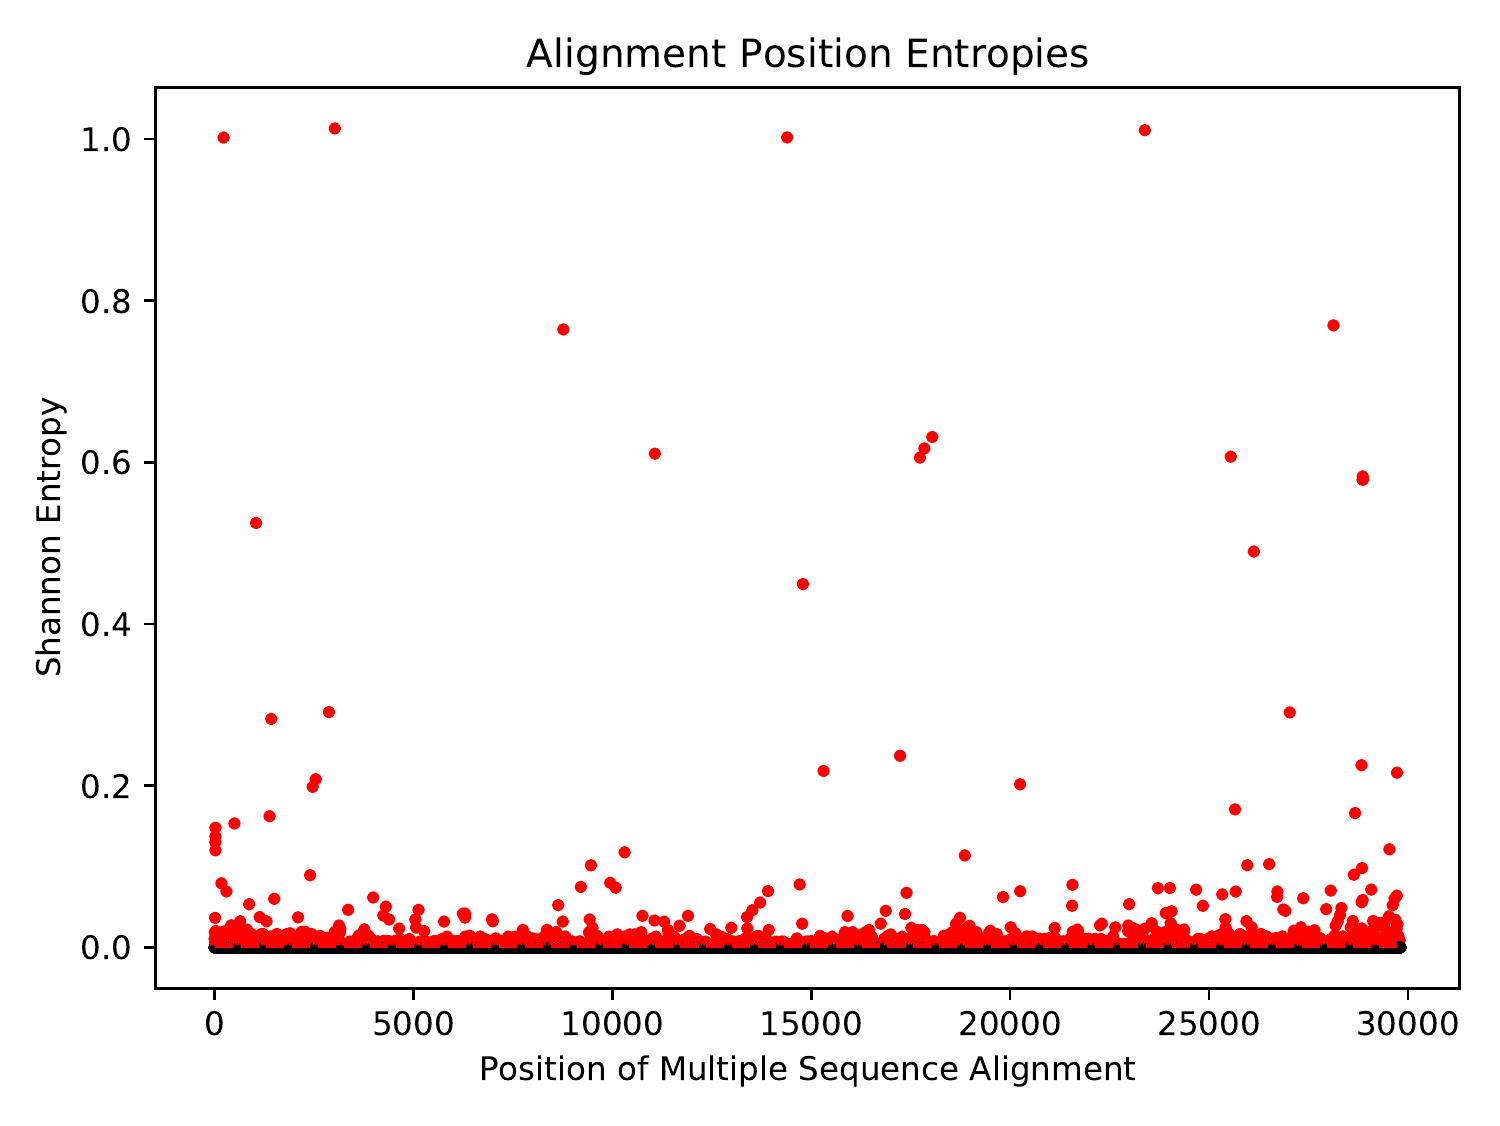 Alignment Position Entropies
1.0
0.8
0.6
0.4
0.2
0.0
Shannon Entropy
0 5000 10000 15000 20000 25000 30000
Position of Multiple Sequence Alignment